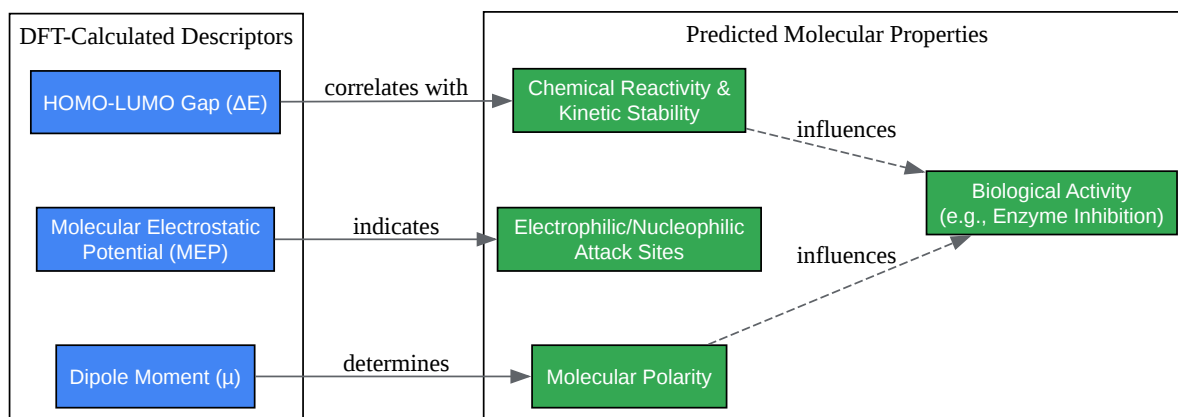 DFT-Calculated Descriptors
Predicted Molecular Properties
HOMO-LUMO Gap (ΔE)
correlates with
Chemical Reactivity &
Kinetic Stability
influences
Biological Activity
(e.g., Enzyme Inhibition)
Molecular Electrostatic
Potential (MEP)
indicates
Electrophilic/Nucleophilic
Attack Sites
influences
Dipole Moment (μ)
determines
Molecular Polarity